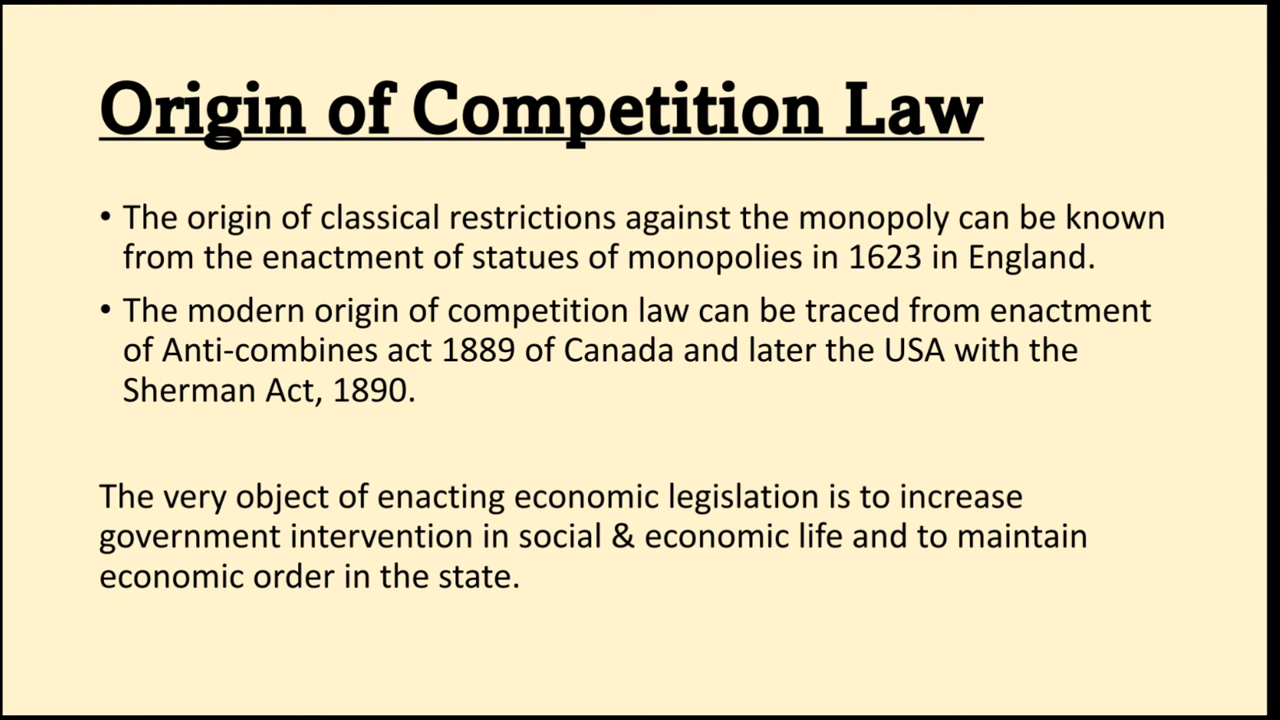 Origin of Competition Law
• The origin of classical restrictions against the monopoly can be known
from the enactment of statues of monopolies in 1623 in England.
• The modern origin of competition law can be traced from enactment
of Anti-combines act 1889 of Canada and later the USA with the
Sherman Act, 1890.
The very object of enacting economic legislation is to increase
government intervention in social & economic life and to maintain
economic order in the state.